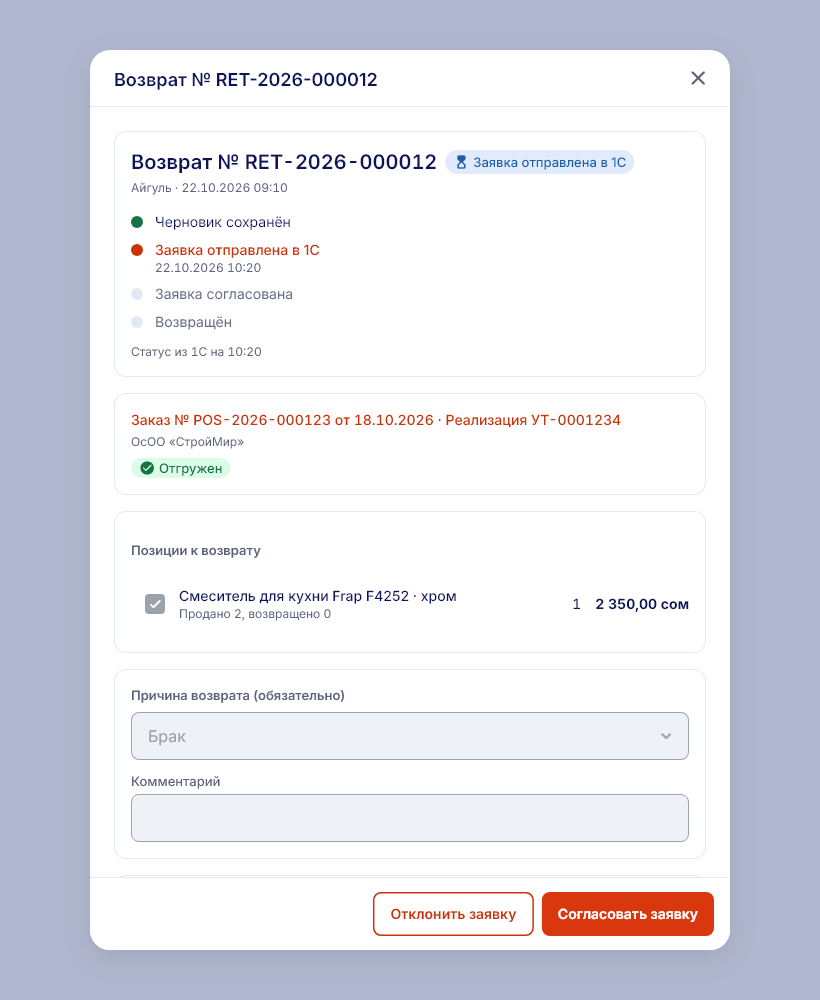 Возврат № RET-2026-000012
Возврат № RET-2026-000012 Заявка отправлена в 1С
Айгуль · 22.10.2026 09:10
Черновик сохранён
Заявка отправлена в 1С
22.10.2026 10:20
Заявка согласована
Возвращён
Статус из 1С на 10:20
Заказ № POS-2026-000123 от 18.10.2026 · Реализация УТ-0001234
ОсОО «СтройМир»
Отгружен
Позиции к возврату
Смеситель для кухни Frap F4252 · хром
Продано 2, возвращено 0
1 2 350,00 сом
Причина возврата (обязательно)
Брак
Комментарий
Отклонить заявку Согласовать заявку